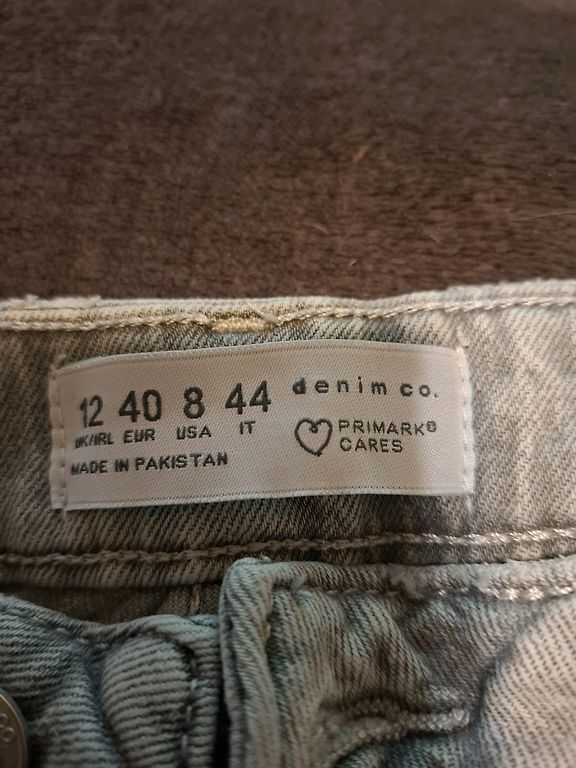 12 40 8 44
UK/IRL EUR USA IT
MADE IN PAKISTAN
denim co.
PRIMARK®
CARES